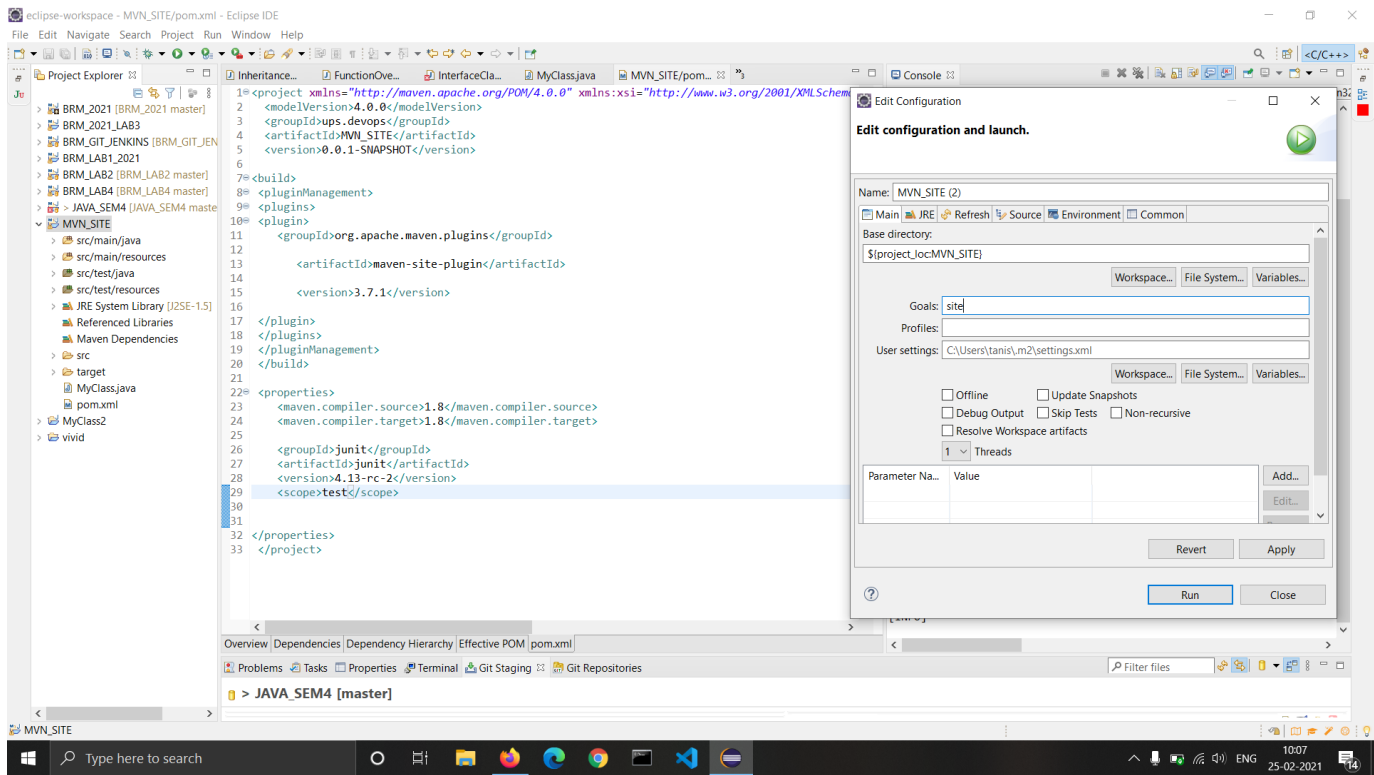 eclipse-workspace - MVN_SITE/pom.xml - Eclipse IDE
File Edit Navigate Search Project Run Window Help
<C/C++>
Project Explorer
Inheritance...
FunctionOve...
InterfaceCla...
MyClass.java
MVN_SITE/pom...
Console
BRM_2021 [BRM_2021 master]
BRM_2021_LAB3
BRM_GIT_JENKINS [BRM_GIT_JEN
BRM_LAB1_2021
BRM_LAB2 [BRM_LAB2 master]
BRM_LAB4 [BRM_LAB4 master]
> JAVA_SEM4 [JAVA_SEM4 maste
MVN_SITE
src/main/java
src/main/resources
src/test/java
src/test/resources
JRE System Library [J2SE-1.5]
Referenced Libraries
Maven Dependencies
src
target
MyClass.java
pom.xml
MyClass2
vivid
1 <project xmlns="http://maven.apache.org/POM/4.0.0" xmlns:xsi="http://www.w3.org/2001/XMLSchem
2 <modelVersion>4.0.0</modelVersion>
3 <groupId>ups.devops</groupId>
4 <artifactId>MVN_SITE</artifactId>
5 <version>0.0.1-SNAPSHOT</version>
6
7 <build>
8 <pluginManagement>
9 <plugins>
10 <plugin>
11 <groupId>org.apache.maven.plugins</groupId>
12
13 <artifactId>maven-site-plugin</artifactId>
14
15 <version>3.7.1</version>
16
17 </plugin>
18 </plugins>
19 </pluginManagement>
20 </build>
21
22 <properties>
23 <maven.compiler.source>1.8</maven.compiler.source>
24 <maven.compiler.target>1.8</maven.compiler.target>
25
26 <groupId>junit</groupId>
27 <artifactId>junit</artifactId>
28 <version>4.13-rc-2</version>
29 <scope>test</scope>
30
31
32 </properties>
33 </project>
Overview Dependencies Dependency Hierarchy Effective POM pom.xml
Edit Configuration
Edit configuration and launch.
Name: MVN_SITE (2)
Main JRE Refresh Source Environment Common
Base directory:
${project_loc:MVN_SITE}
Workspace... File System... Variables...
Goals: site
Profiles:
User settings: C:\Users\tanis\.m2\settings.xml
Workspace... File System... Variables...
Offline Update Snapshots
Debug Output Skip Tests Non-recursive
Resolve Workspace artifacts
1 Threads
Parameter Na... Value
Add...
Edit...
Revert Apply
Run Close
Problems Tasks Properties Terminal Git Staging Git Repositories
Filter files
> JAVA_SEM4 [master]
MVN_SITE
Type here to search
ENG
10:07
25-02-2021
14